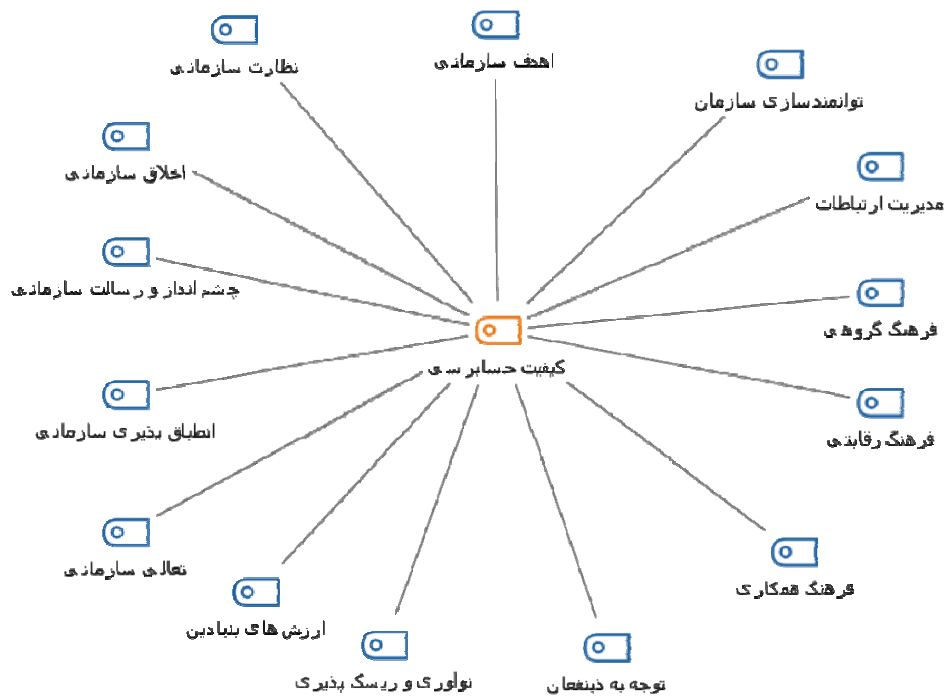 اهدف سازمانی
نظارت سازمانی
توانمندسازی سازمان
اخلاق سازمانی
مدیریت ارتباطات
چشم انداز و رسالت سازمانی
فرهنگ گروهی
کیفیت حسابرسی
انطباق پذیری سازمانی
فرهنگ رقابتی
تعالی سازمانی
فرهنگ همکاری
ارزش های بنیادین
نوآوری و ریسک پذیری
توجه به ذینفعان